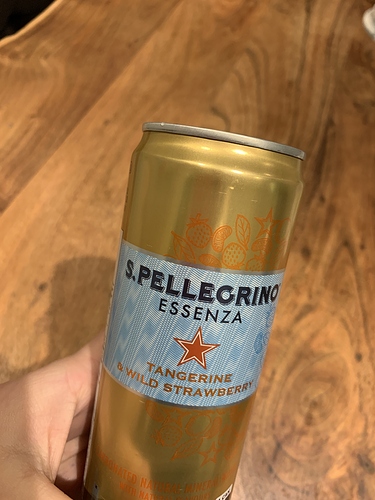 S.PELLEGRINO
ESSENZA
TANGERINE
& WILD STRAWBERRY